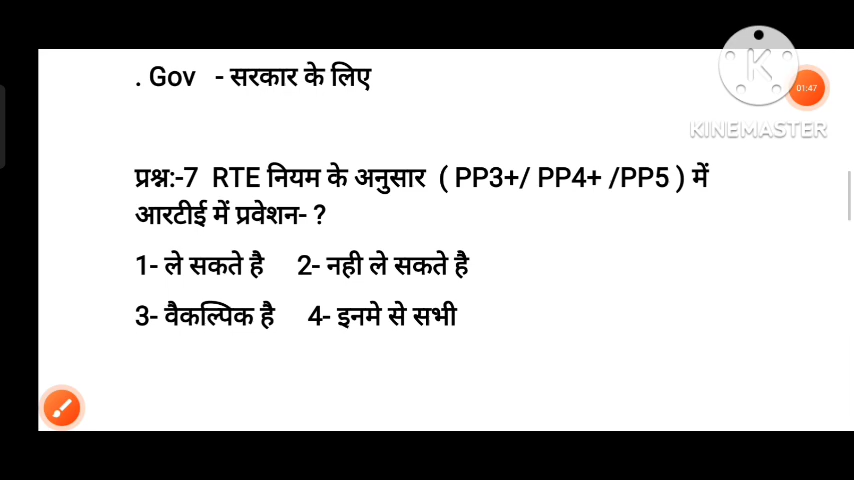 . Gov - सरकार के लिए
01:47
KINEMASTER
प्रश्न:-7 RTE नियम के अनुसार ( PP3+/ PP4+ /PP5 ) में
आरटीई में प्रवेशन- ?
1- ले सकते है 2- नही ले सकते है
3- वैकल्पिक है 4- इनमे से सभी